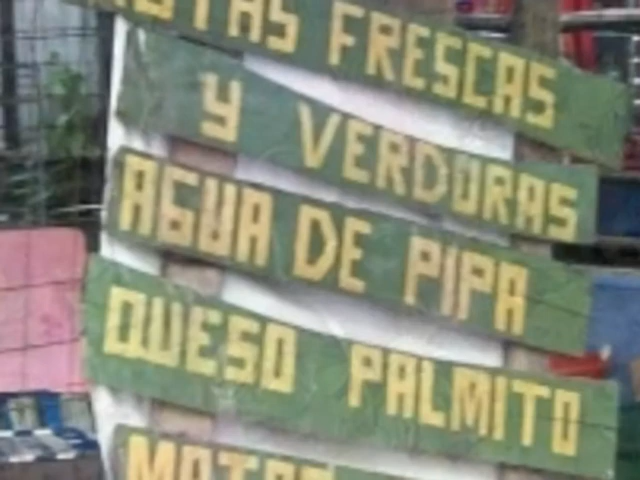 FRESCAS
Y VERDURAS
AGUA DE PIPA
QUESO PALMITO